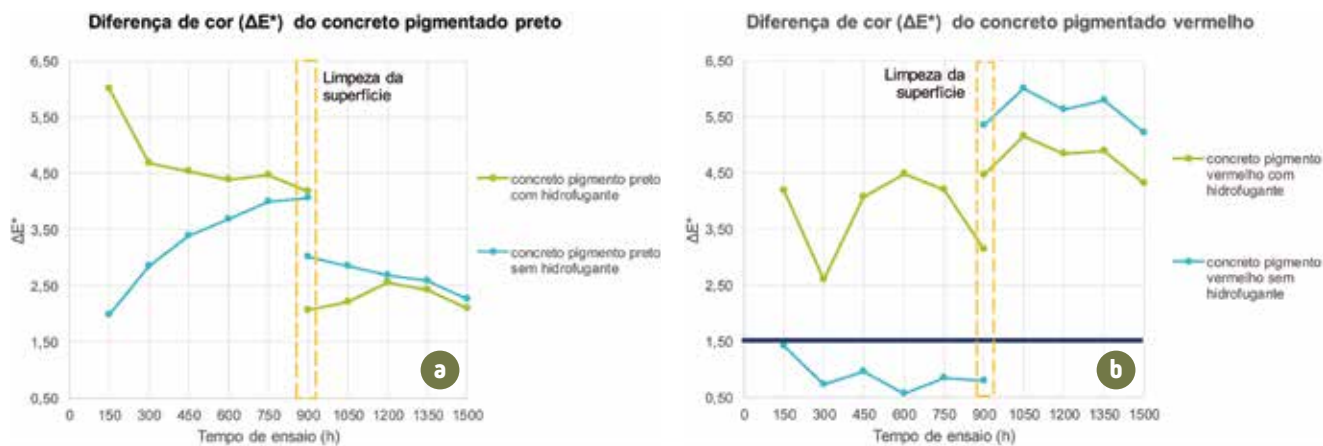 Diferença de cor (ΔE*) do concreto pigmentado preto
6,50
5,50
4,50
3,50
2,50
1,50
0,50
ΔE*
0 150 300 450 600 750 900 1050 1200 1350 1500
Tempo de ensaio (h)
Limpeza da
superfície
concreto pigmento preto
com hidrofugante
concreto pigmento preto
sem hidrofugante
a
Diferença de cor (ΔE*) do concreto pigmentado vermelho
6,50
5,50
4,50
3,50
2,50
1,50
0,50
ΔE*
0 150 300 450 600 750 900 1050 1200 1350 1500
Tempo de ensaio (h)
Limpeza da
superfície
concreto pigmento
vermelho com
hidrofugante
concreto pigmento
vermelho sem
hidrofugante
b